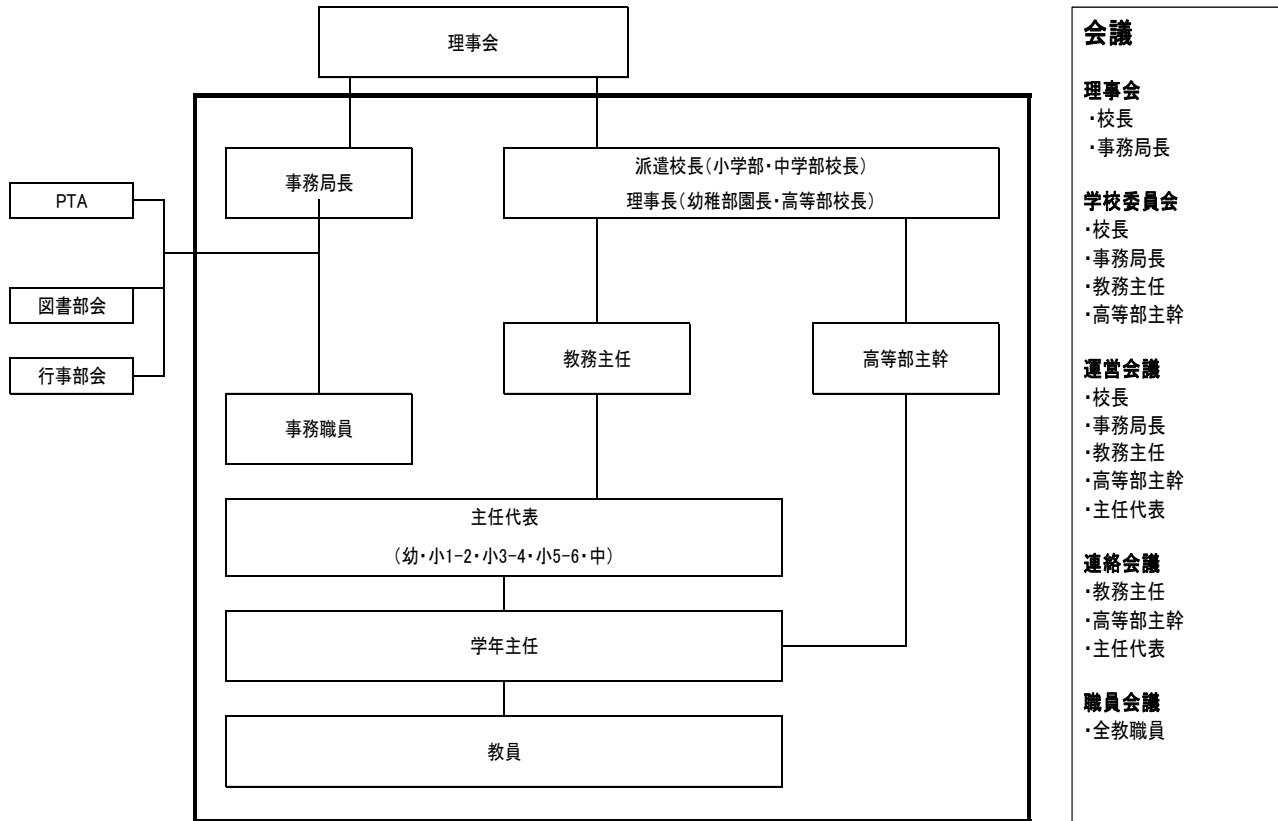 理事会
事務局長
派遣校長(小学部・中学部校長)
理事長(幼稚部園長・高等部校長)
PTA
図書部会
行事部会
教務主任
高等部主幹
事務職員
主任代表
(幼・小1-2・小3-4・小5-6・中)
学年主任
教員
会議
理事会
・校長
・事務局長
学校委員会
・校長
・事務局長
・教務主任
・高等部主幹
運営会議
・校長
・事務局長
・教務主任
・高等部主幹
・主任代表
連絡会議
・教務主任
・高等部主幹
・主任代表
職員会議
・全教職員